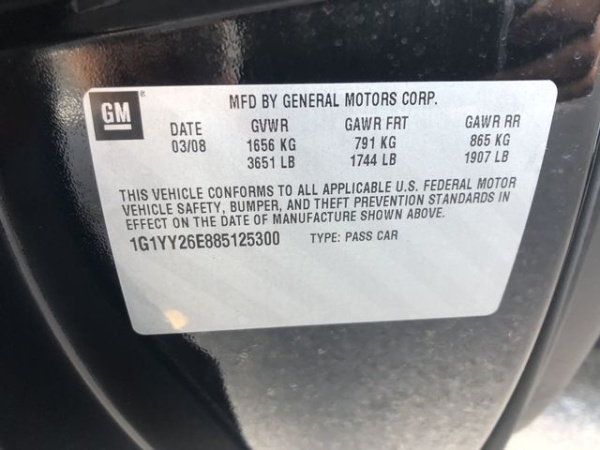 GM
MFD BY GENERAL MOTORS CORP.
DATE GVWR GAWR FRT GAWR RR
03/08 1656 KG 791 KG 865 KG
3651 LB 1744 LB 1907 LB
THIS VEHICLE CONFORMS TO ALL APPLICABLE U.S. FEDERAL MOTOR
VEHICLE SAFETY, BUMPER, AND THEFT PREVENTION STANDARDS IN
EFFECT ON THE DATE OF MANUFACTURE SHOWN ABOVE.
1G1YY26E885125300 TYPE: PASS CAR